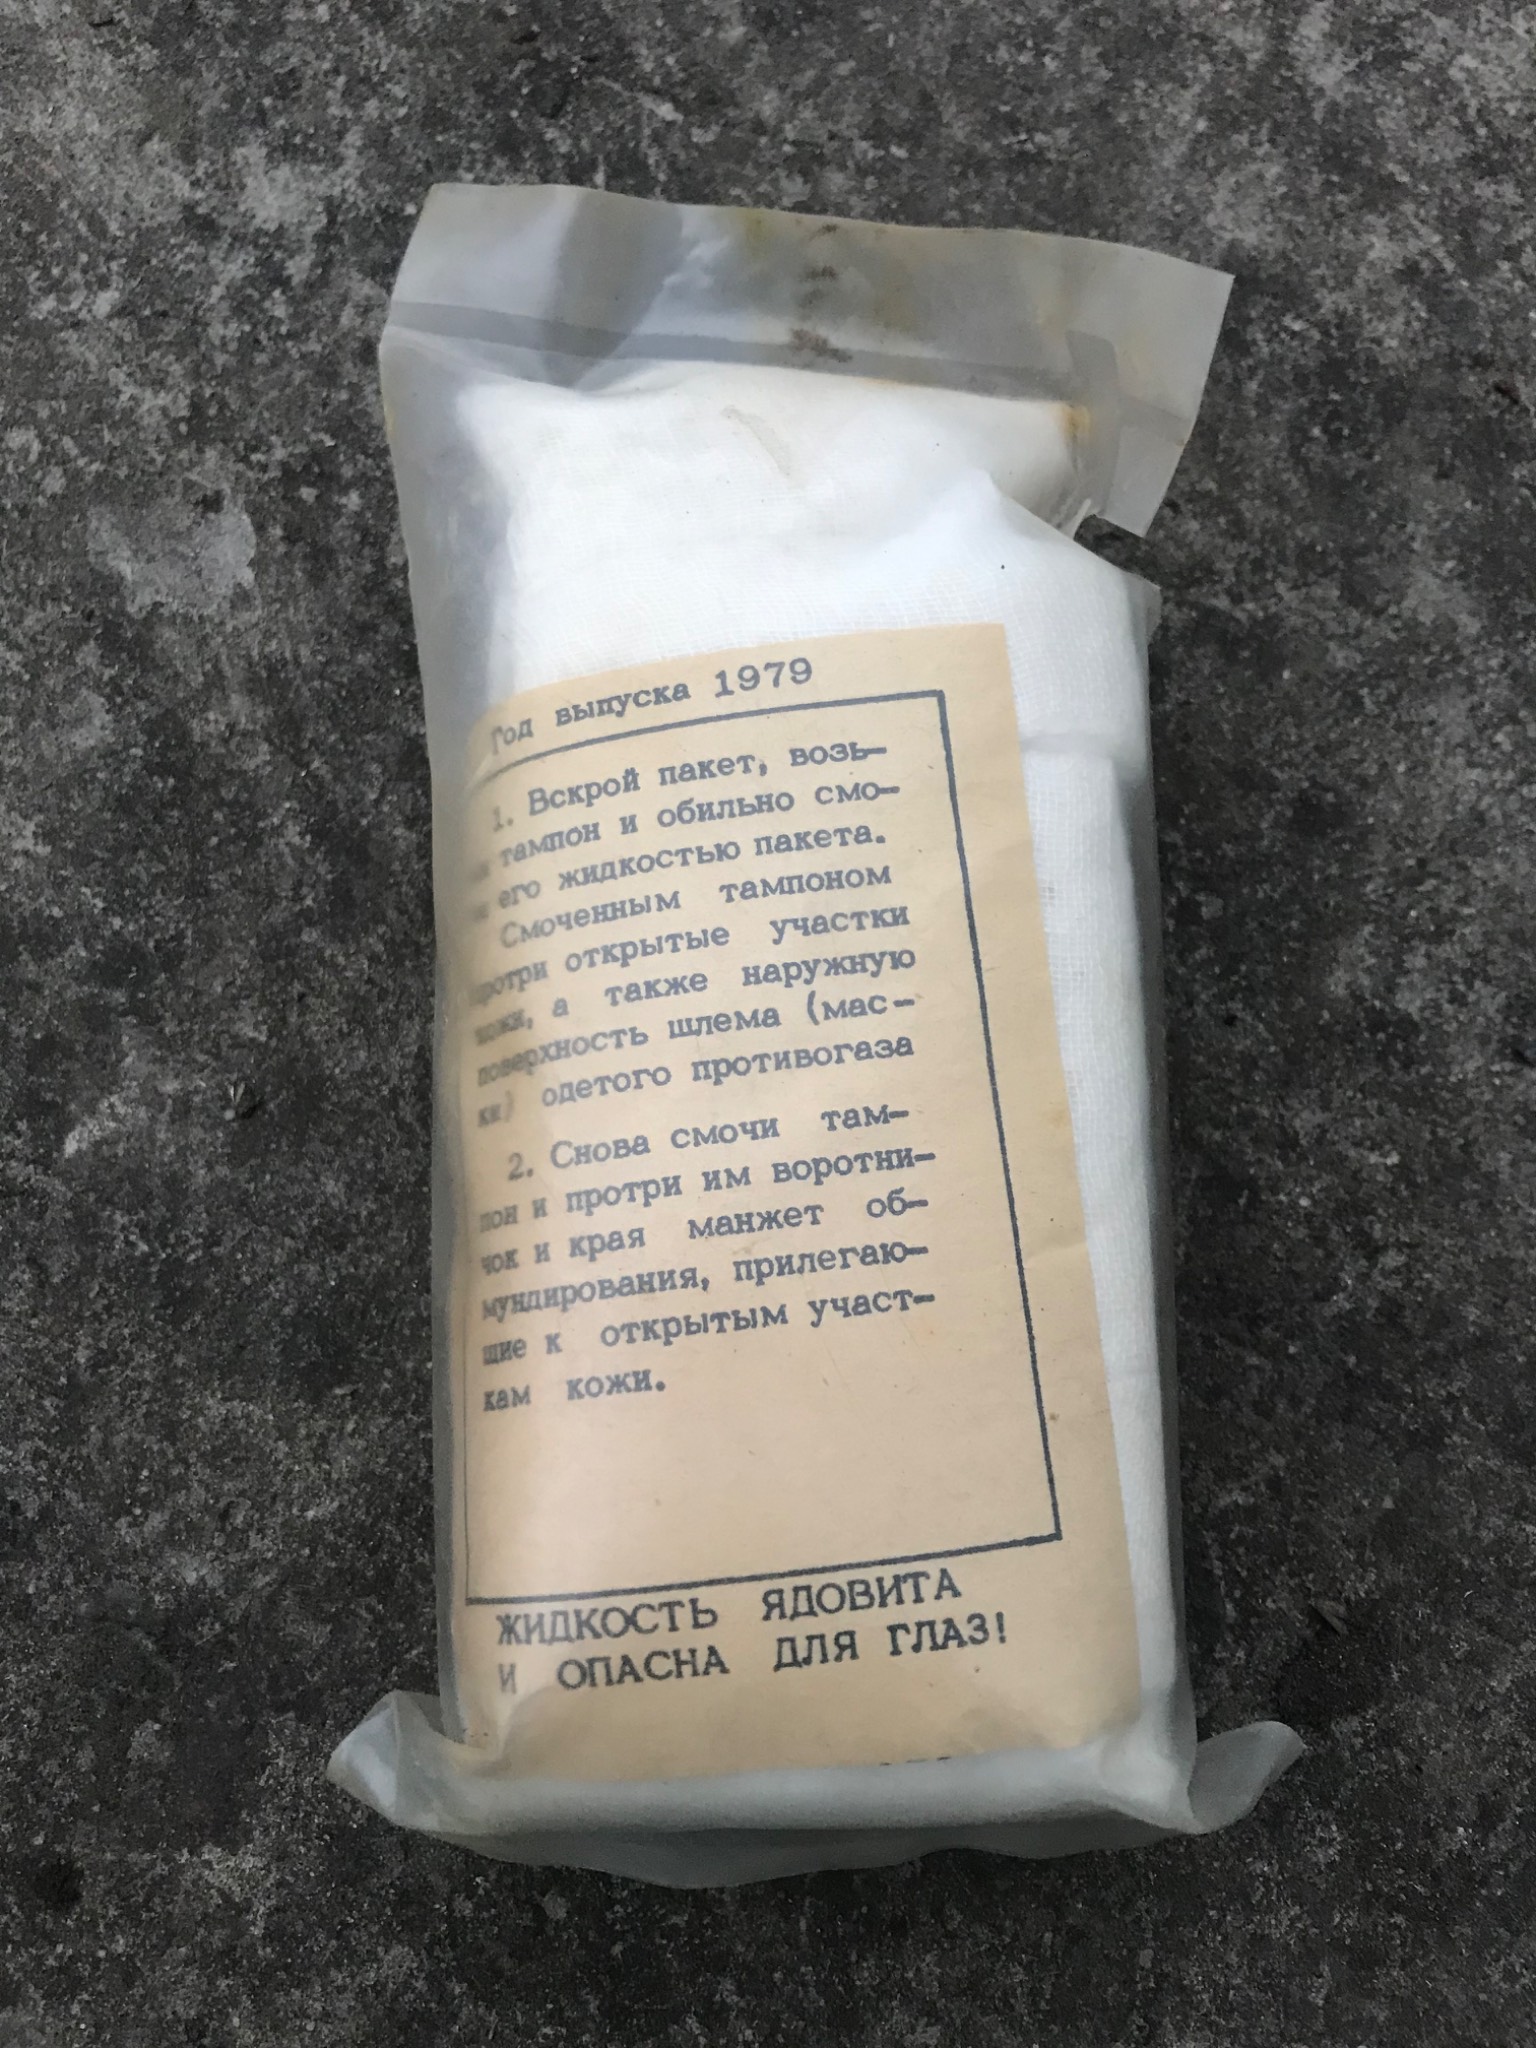 Год выпуска 1979
1. Вскрой пакет, возь-
тампон и обильно смо-
его жидкостью пакета.
Смоченным тампоном
протри открытые участки
кожи, а также наружную
поверхность шлема (мас-
ки) одетого противогаза
2. Снова смочи там-
пон и протри им воротни-
чок и края манжет об-
мундирования, прилегаю-
щие к открытым участ-
кам кожи.
ЖИДКОСТЬ ЯДОВИТА
И ОПАСНА ДЛЯ ГЛАЗ!